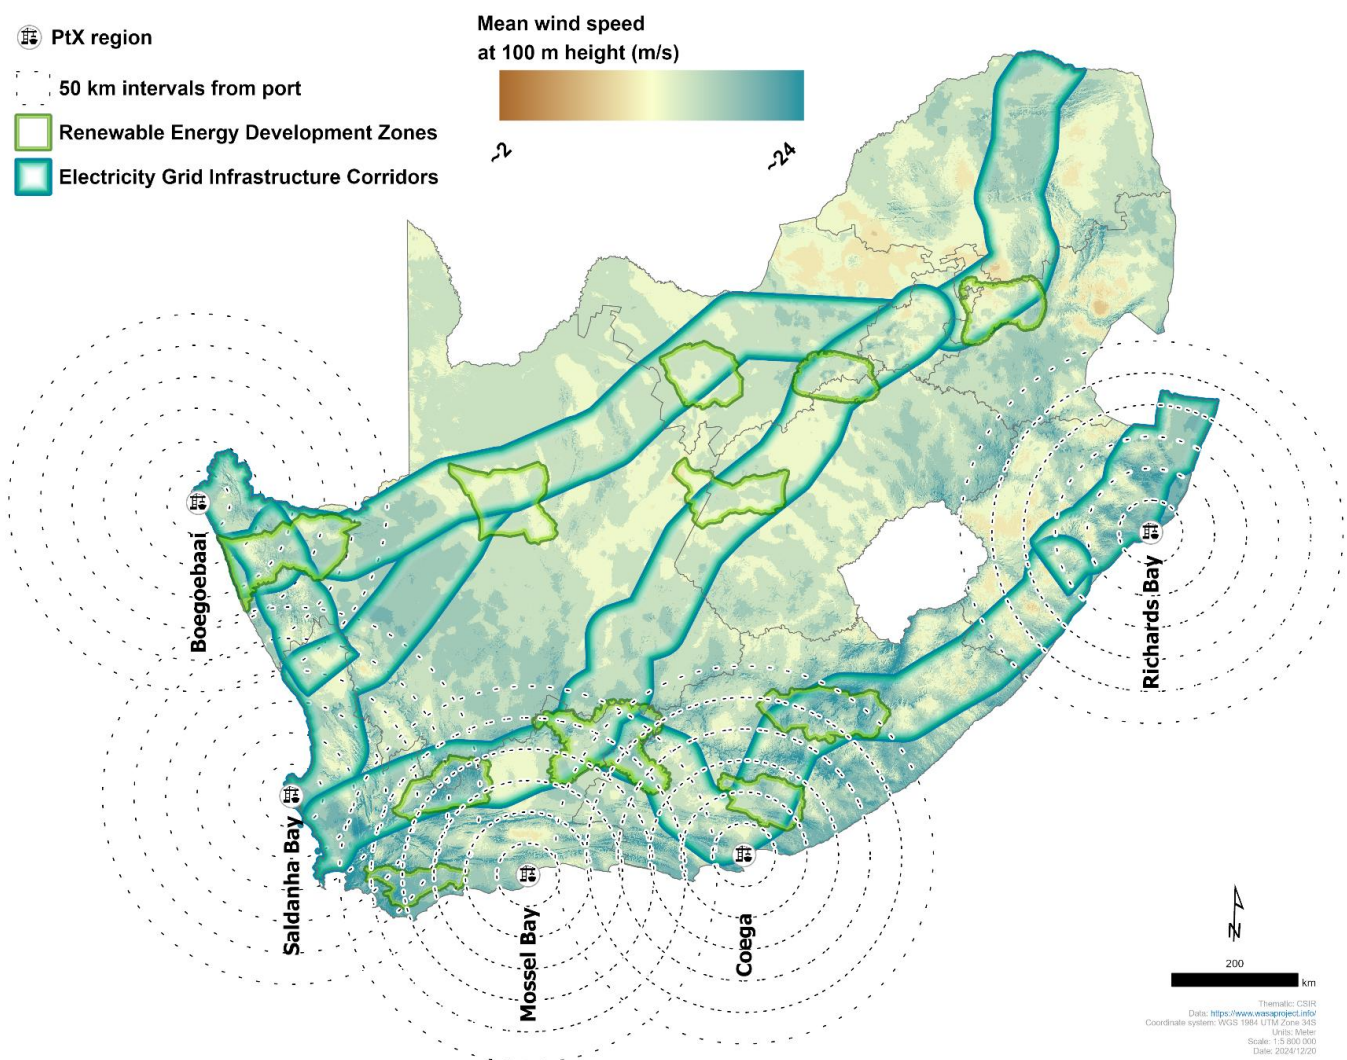 PtX region
50 km intervals from port
Renewable Energy Development Zones
Electricity Grid Infrastructure Corridors
Mean wind speed
at 100 m height (m/s)
~2
~24
Boegoebaai
Saldanha Bay
Mossel Bay
Coega
Richards Bay
N
200
km
Thematic: CSIR
Data: https://www.wasaproject.info/
Coordinate system: WGS 1984 UTM Zone 34S
Units: Meter
Scale: 1:5 800 000
Date: 2024/12/20